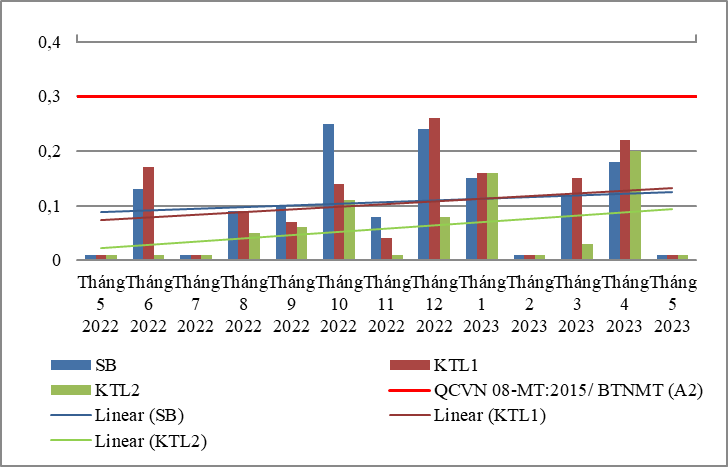 0,4
0,3
0,2
0,1
0
Tháng Tháng Tháng Tháng Tháng Tháng Tháng Tháng Tháng Tháng Tháng Tháng Tháng
5 6 7 8 9 10 11 12 1 2 3 4 5
2022 2022 2022 2022 2022 2022 2022 2022 2023 2023 2023 2023 2023
SB KTL1
KTL2 QCVN 08-MT:2015/ BTNMT (A2)
Linear (SB) Linear (KTL1)
Linear (KTL2)